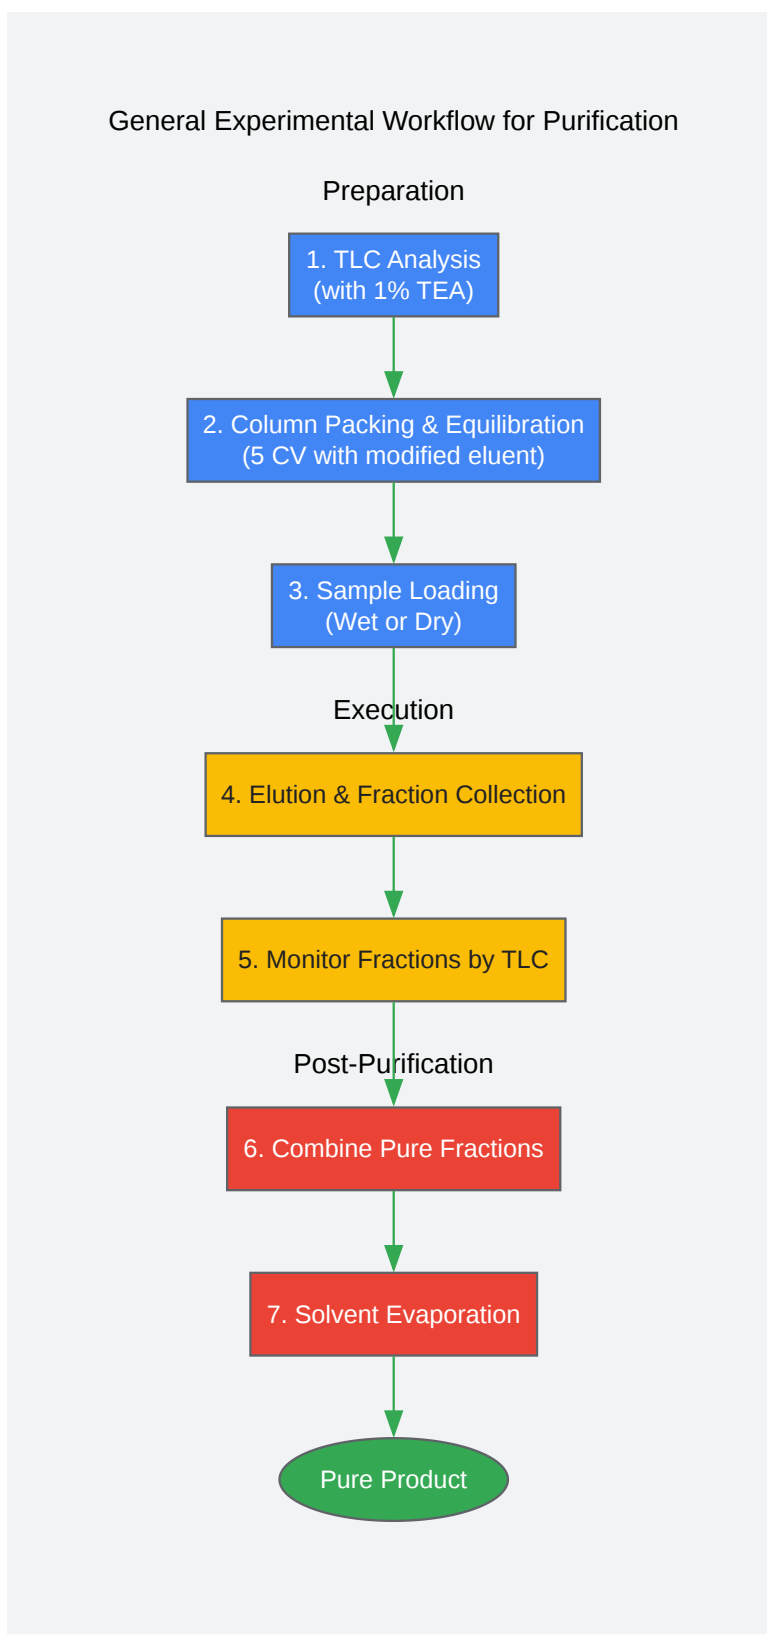 General Experimental Workflow for Purification
Preparation
1. TLC Analysis
(with 1% TEA)
2. Column Packing & Equilibration
(5 CV with modified eluent)
3. Sample Loading
(Wet or Dry)
Execution
4. Elution & Fraction Collection
5. Monitor Fractions by TLC
Post-Purification
6. Combine Pure Fractions
7. Solvent Evaporation
Pure Product